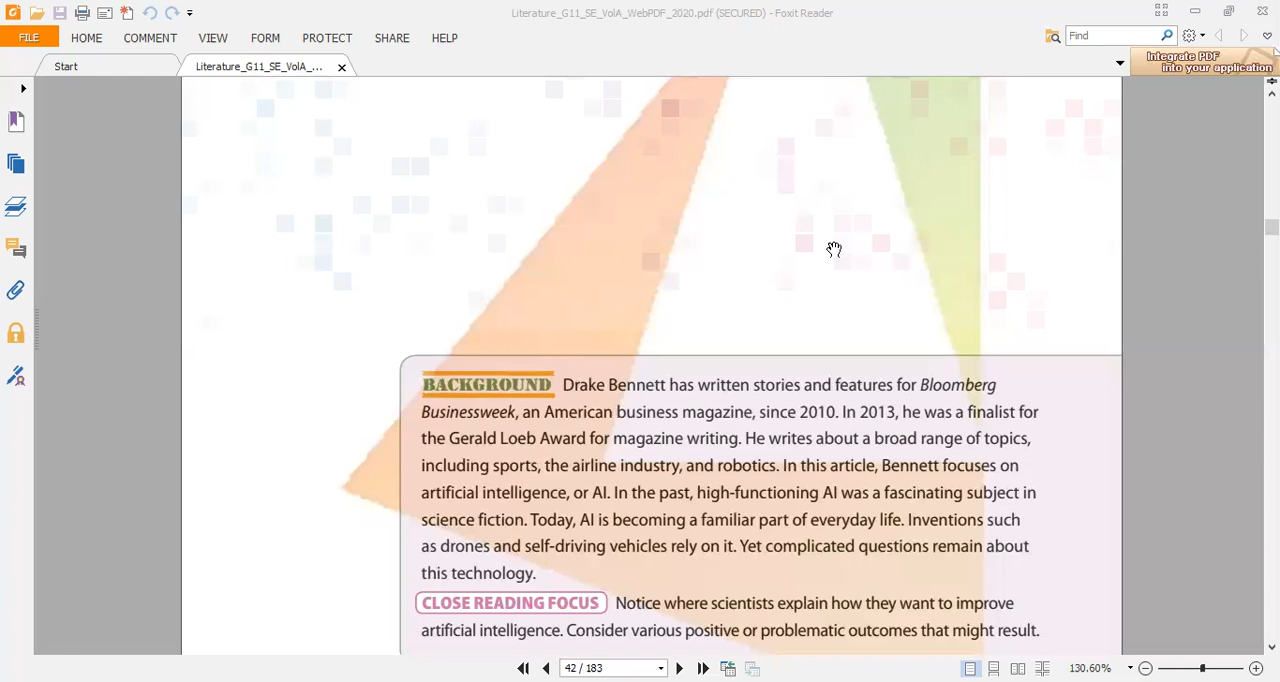 Literature_G11_SE_VolA_WebPDF_2020.pdf (SECURED) - Foxit Reader
FILE HOME COMMENT VIEW FORM PROTECT SHARE HELP
Find
Start
Literature_G11_SE_VolA_...
Integrate PDF
into your application
BACKGROUND Drake Bennett has written stories and features for Bloomberg
Businessweek, an American business magazine, since 2010. In 2013, he was a finalist for
the Gerald Loeb Award for magazine writing. He writes about a broad range of topics,
including sports, the airline industry, and robotics. In this article, Bennett focuses on
artificial intelligence, or AI. In the past, high-functioning AI was a fascinating subject in
science fiction. Today, AI is becoming a familiar part of everyday life. Inventions such
as drones and self-driving vehicles rely on it. Yet complicated questions remain about
this technology.
CLOSE READING FOCUS Notice where scientists explain how they want to improve
artificial intelligence. Consider various positive or problematic outcomes that might result.
42 / 183
130.60%